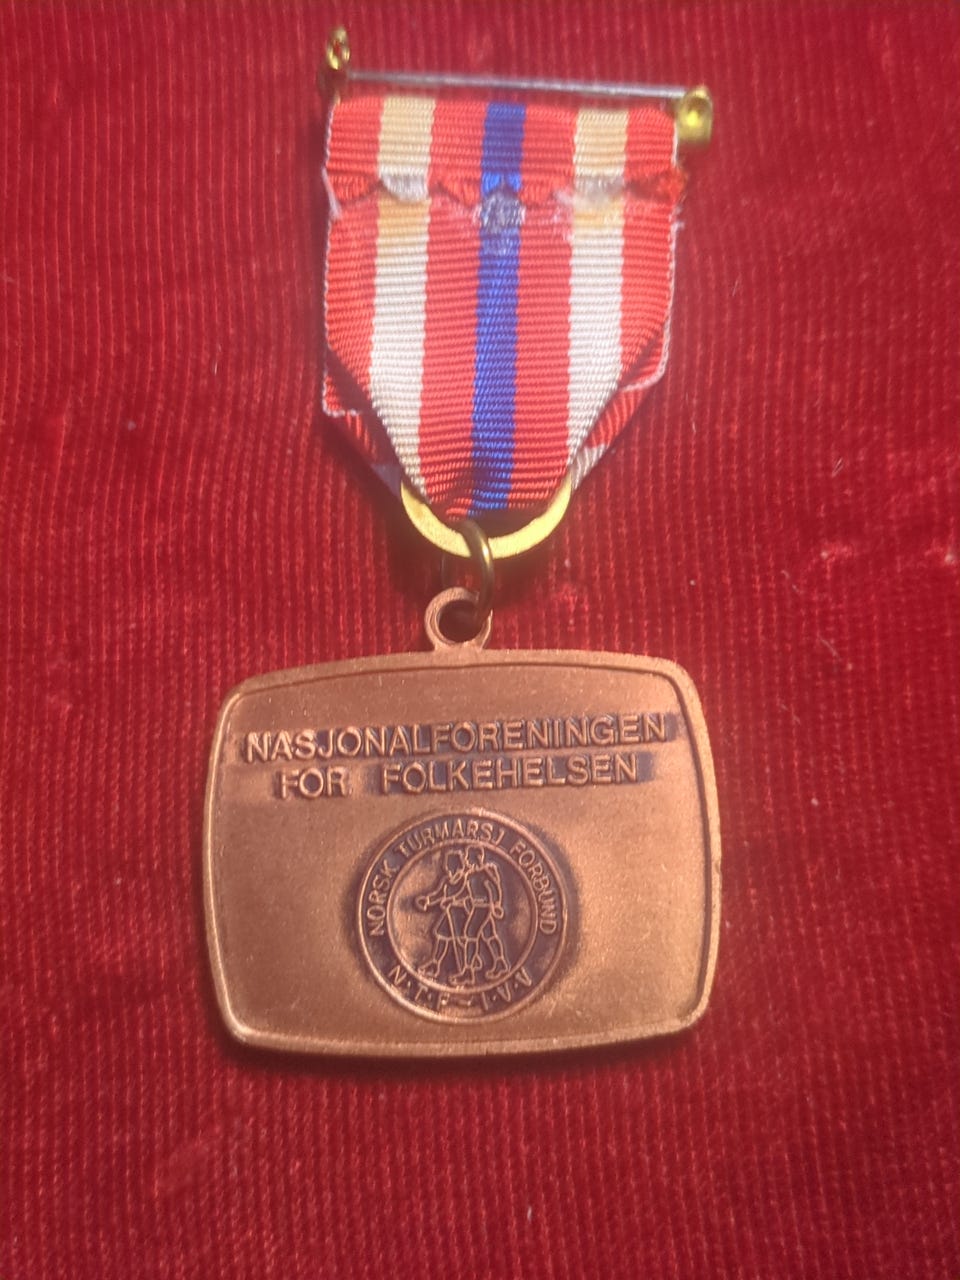 NASJONALFORENINGEN
FOR FOLKEHELSEN
NORSK TURMARSJ FORBUND
N·T·F–I·V·V